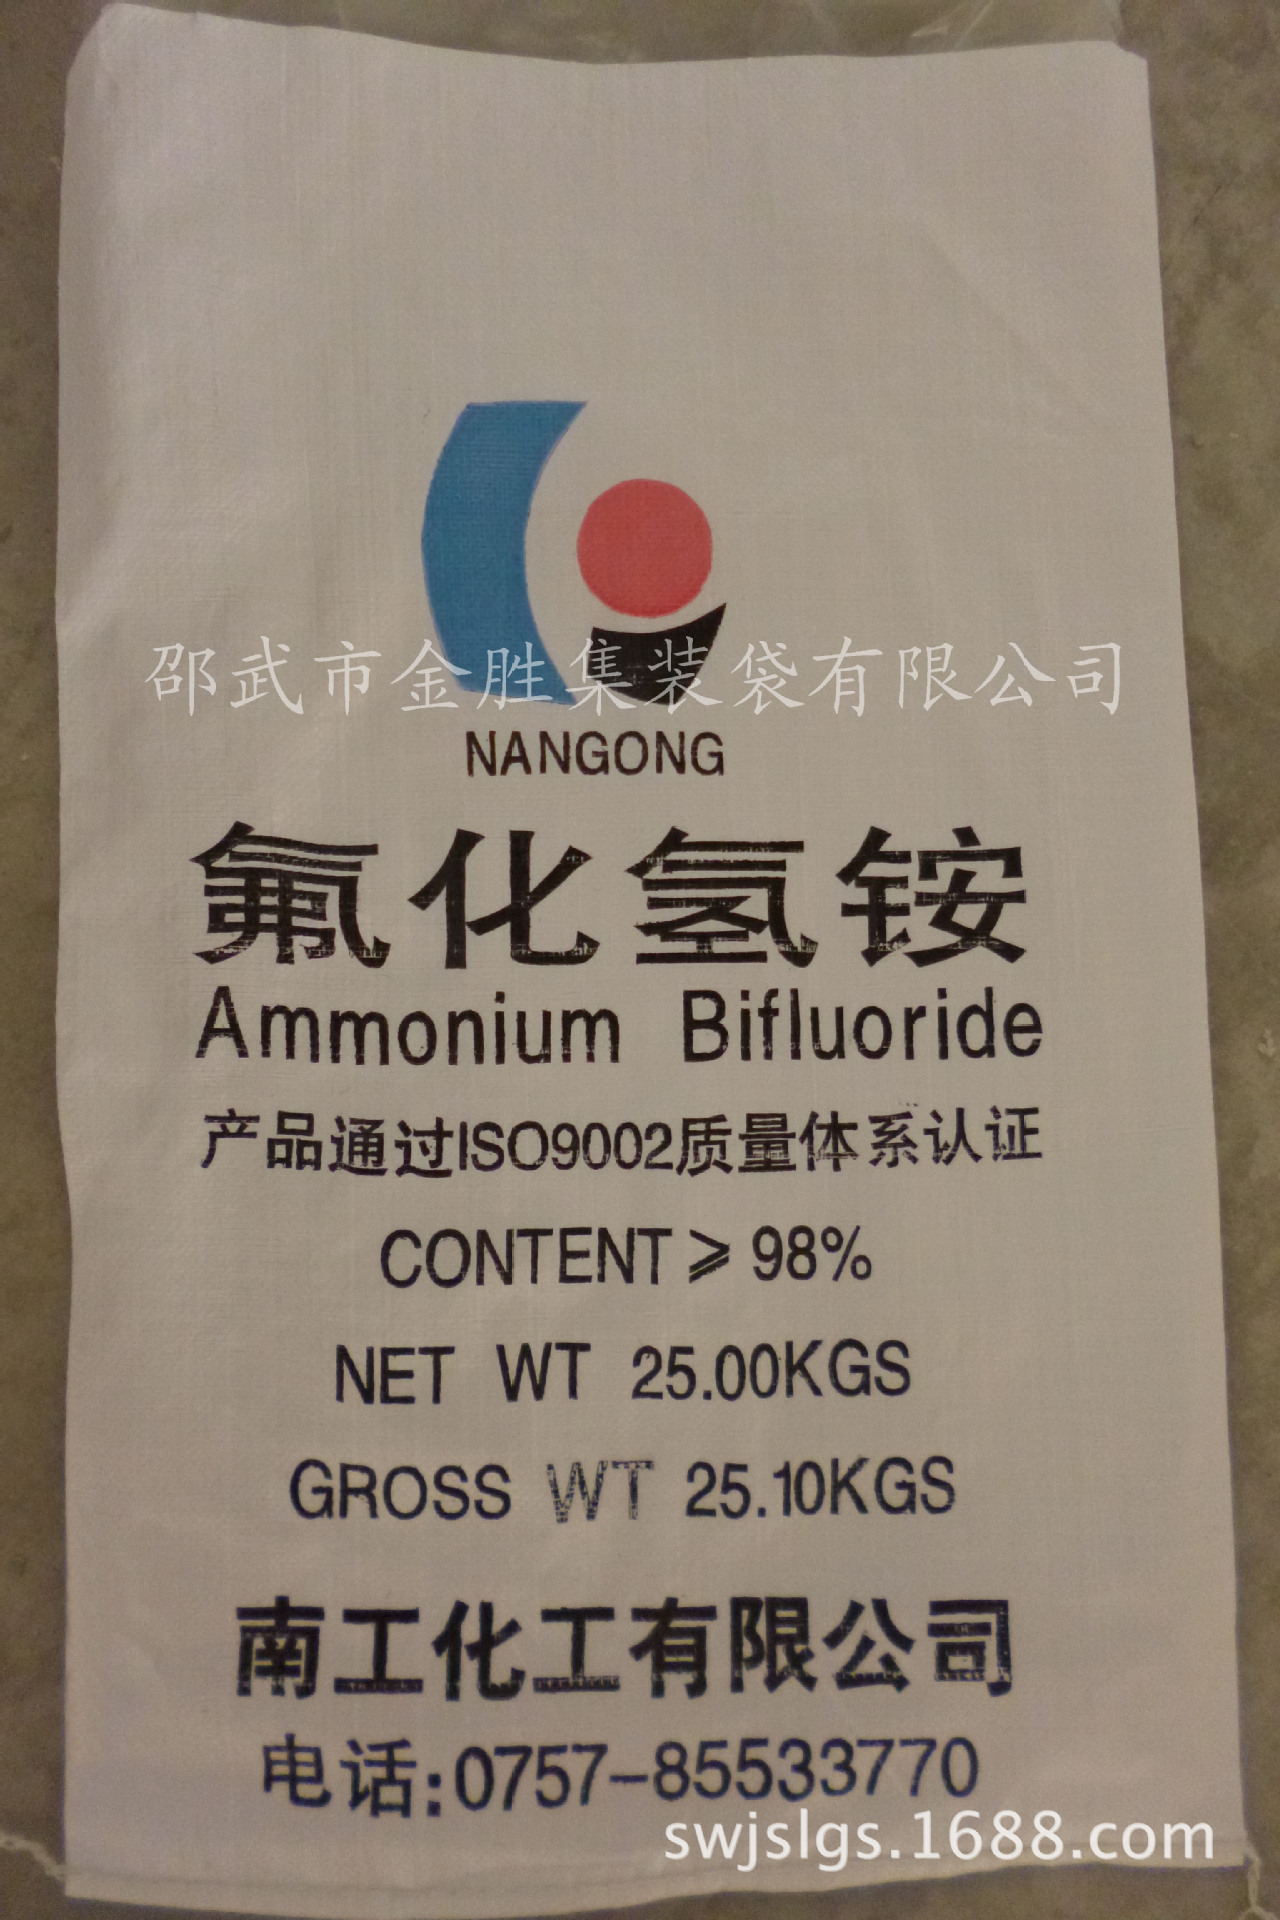 邵武市金胜集装袋有限公司
NANGONG
氟化氢铵
Ammonium Bifluoride
产品通过ISO9002质量体系认证
CONTENT ⩾ 98%
NET WT 25.00KGS
GROSS WT 25.10KGS
南工化工有限公司
电话:0757-85533770
swjslgs.1688.com